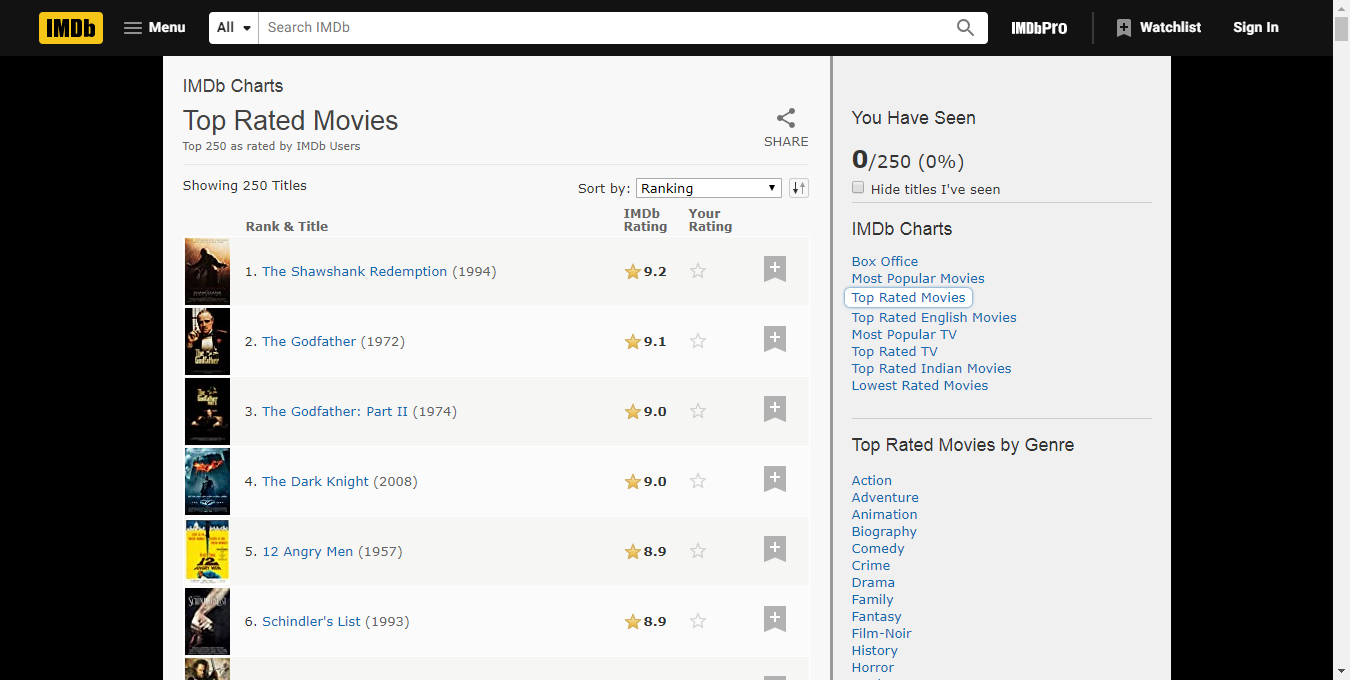 IMDb
Menu
All
Search IMDb
IMDbPro
Watchlist
Sign In
IMDb Charts
Top Rated Movies
Top 250 as rated by IMDb Users
SHARE
Showing 250 Titles
Sort by: Ranking
Rank & Title
IMDb Rating
Your Rating
1. The Shawshank Redemption (1994) 9.2
2. The Godfather (1972) 9.1
3. The Godfather: Part II (1974) 9.0
4. The Dark Knight (2008) 9.0
5. 12 Angry Men (1957) 8.9
6. Schindler's List (1993) 8.9
You Have Seen
0/250 (0%)
Hide titles I've seen
IMDb Charts
Box Office
Most Popular Movies
Top Rated Movies
Top Rated English Movies
Most Popular TV
Top Rated TV
Top Rated Indian Movies
Lowest Rated Movies
Top Rated Movies by Genre
Action
Adventure
Animation
Biography
Comedy
Crime
Drama
Family
Fantasy
Film-Noir
History
Horror